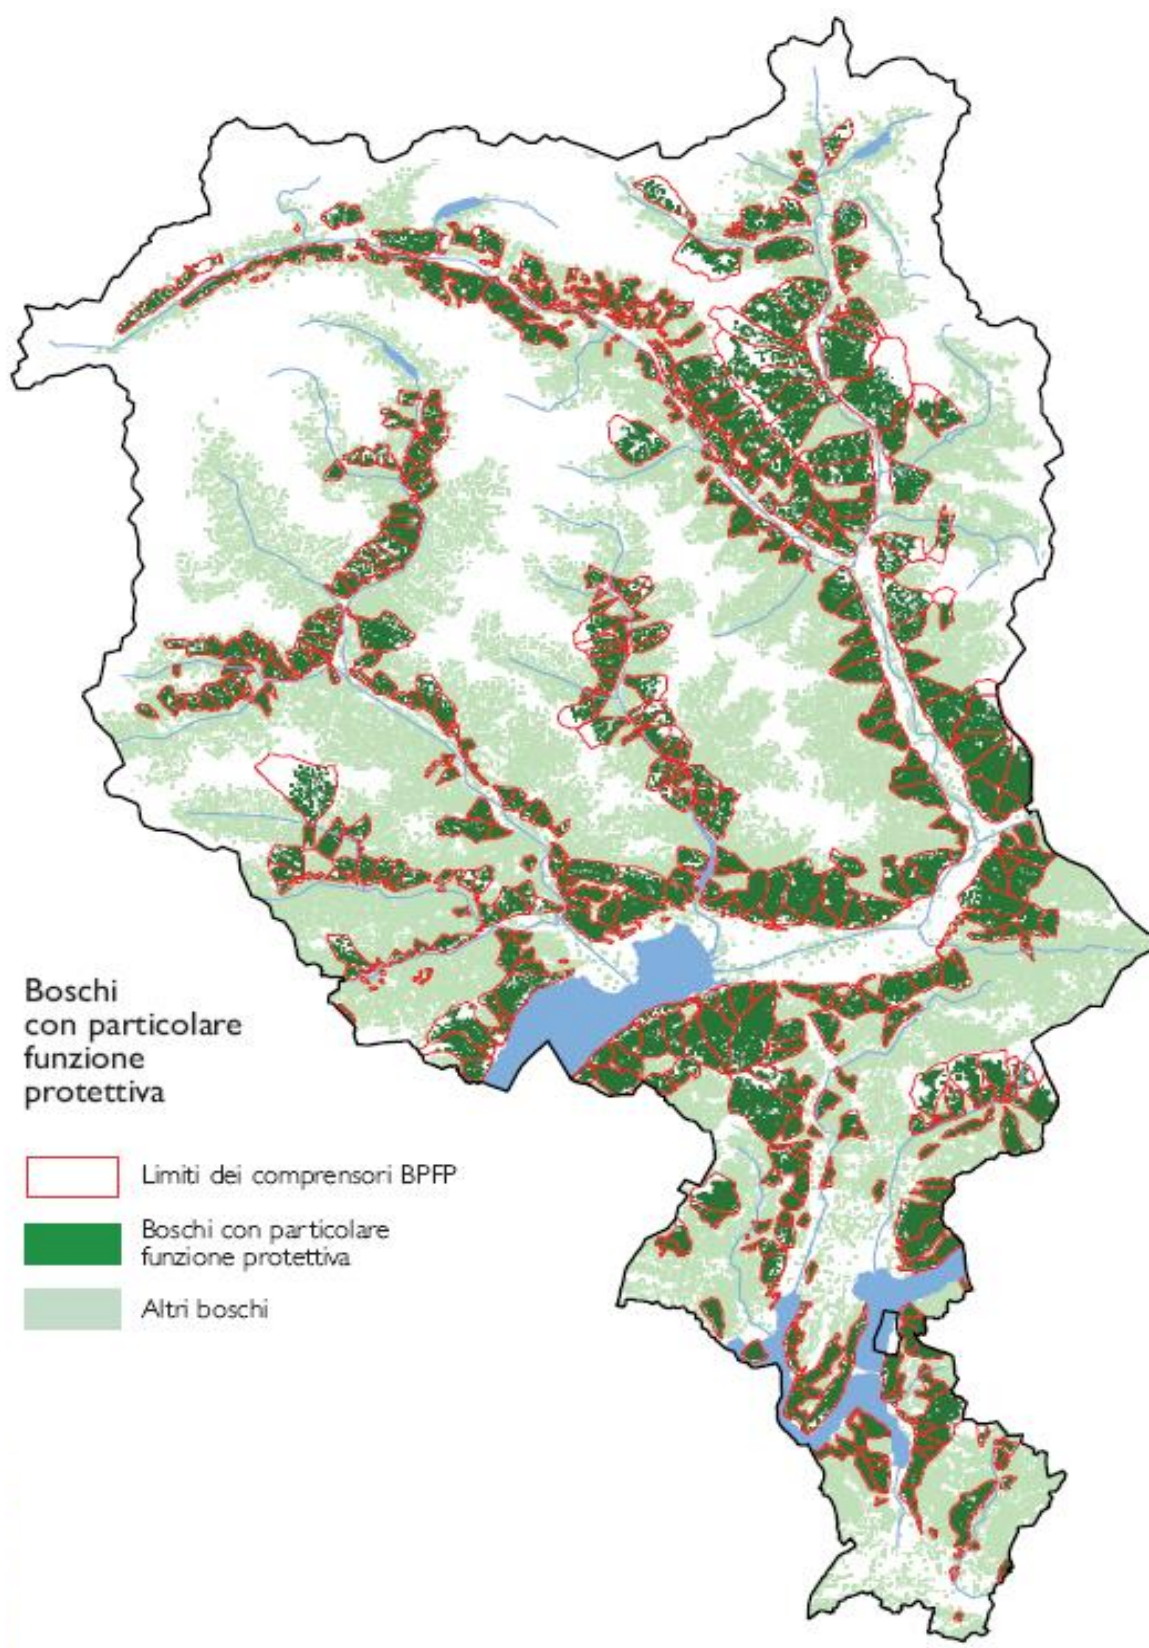 Boschi
con particolare
funzione
protettiva
Limiti dei comprensori BPFP
Boschi con particolare
funzione protettiva
Altri boschi